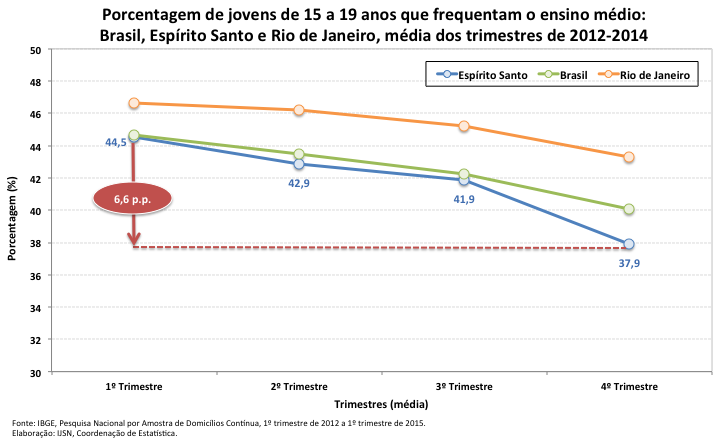 Porcentagem de jovens de 15 a 19 anos que frequentam o ensino médio:
Brasil, Espírito Santo e Rio de Janeiro, média dos trimestres de 2012-2014
50
48
46
44
42
40
38
36
34
32
30
Porcentagem (%)
Espírito Santo
Brasil
Rio de Janeiro
44,5
42,9
41,9
37,9
6,6 p.p.
1º Trimestre
2º Trimestre
3º Trimestre
4º Trimestre
Trimestres (média)
Fonte: IBGE, Pesquisa Nacional por Amostra de Domicílios Contínua, 1º trimestre de 2012 a 1º trimestre de 2015.
Elaboração: IJSN, Coordenação de Estatística.